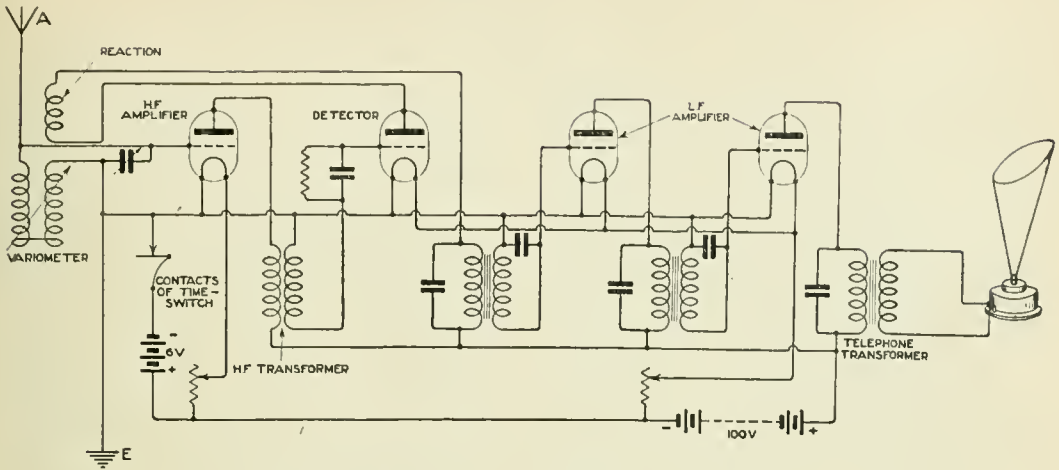 A
REACTION
H.F
AMPLIFIER
DETECTOR
L.F
AMPLIFIER
VARIOMETER
CONTACTS
OF TIME-
SWITCH
-
6V
+
H.F TRANSFORMER
TELEPHONE
TRANSFORMER
- 100V +
E